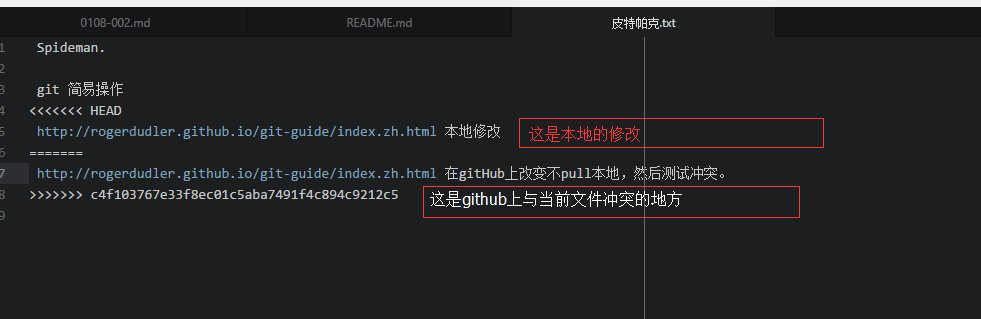 0108-002.md README.md 皮特帕克.txt
1 Spideman.
2
3 git 简易操作
4 <<<<<<< HEAD
5 http://rogerdudler.github.io/git-guide/index.zh.html 本地修改 这是本地的修改
6 =======
7 http://rogerdudler.github.io/git-guide/index.zh.html 在gitHub上改变不pull本地，然后测试冲突。
8 >>>>>>> c4f103767e33f8ec01c5aba7491f4c894c9212c5 这是github上与当前文件冲突的地方
9